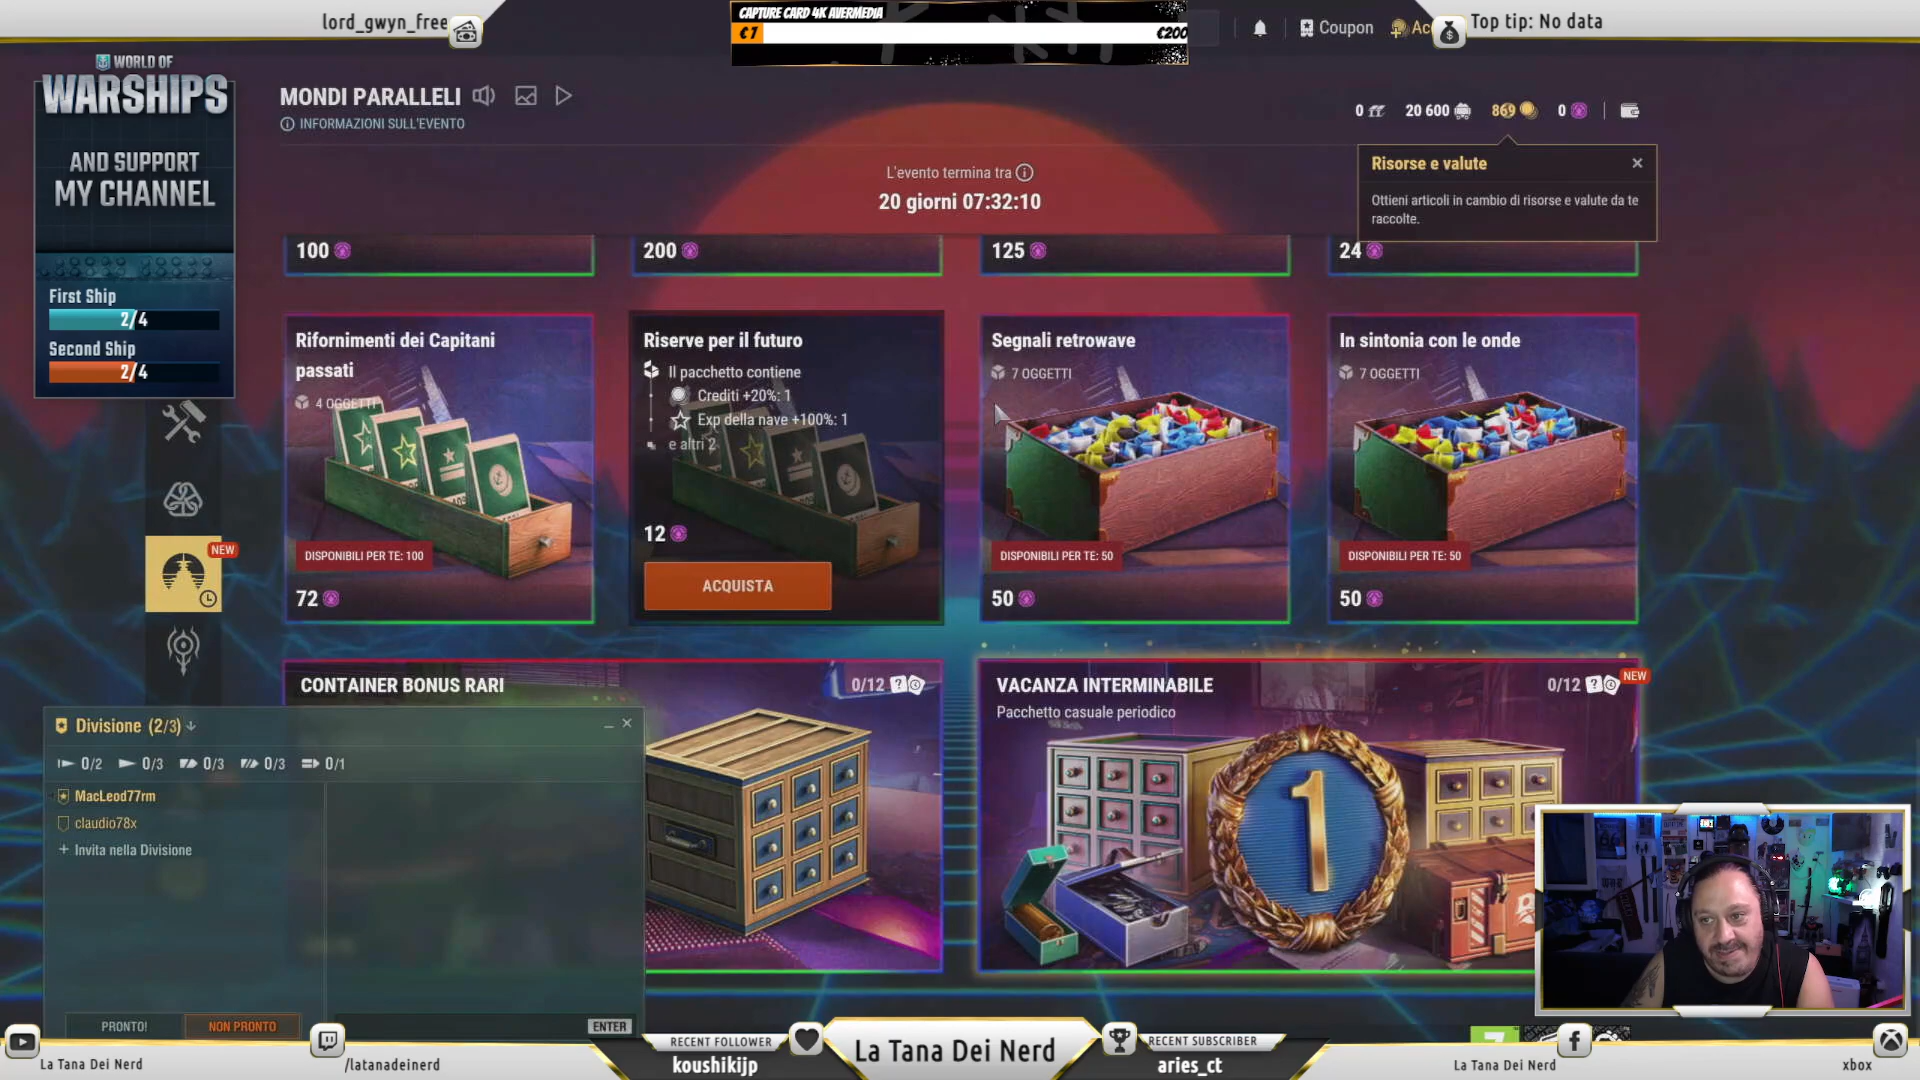 lord_gwyn_free
CAPTURE CARD 4K AVERMEDIA
€7
€200
Coupon
Top tip: No data
WORLD OF
WARSHIPS
AND SUPPORT
MY CHANNEL
First Ship
2/4
Second Ship
2/4
MONDI PARALLELI
INFORMAZIONI SULL'EVENTO
0
20 600
869
0
L'evento termina tra
20 giorni 07:32:10
Risorse e valute
Ottieni articoli in cambio di risorse e valute da te
raccolte.
100
200
125
24
Rifornimenti dei Capitani
passati
4 OGGETTI
DISPONIBILI PER TE: 100
72
Riserve per il futuro
Il pacchetto contiene
Crediti +20%: 1
Exp della nave +100%: 1
e altri 2
12
ACQUISTA
Segnali retrowave
7 OGGETTI
DISPONIBILI PER TE: 50
50
In sintonia con le onde
7 OGGETTI
DISPONIBILI PER TE: 50
50
NEW
CONTAINER BONUS RARI
0/12
VACANZA INTERMINABILE
0/12
NEW
Pacchetto casuale periodico
1
Divisione (2/3)
0/2
0/3
0/3
0/3
0/1
MacLeod77rm
claudio78x
+ Invita nella Divisione
PRONTO!
NON PRONTO
ENTER
La Tana Dei Nerd
/latanadeinerd
RECENT FOLLOWER
koushikijp
La Tana Dei Nerd
RECENT SUBSCRIBER
aries_ct
La Tana Dei Nerd
xbox